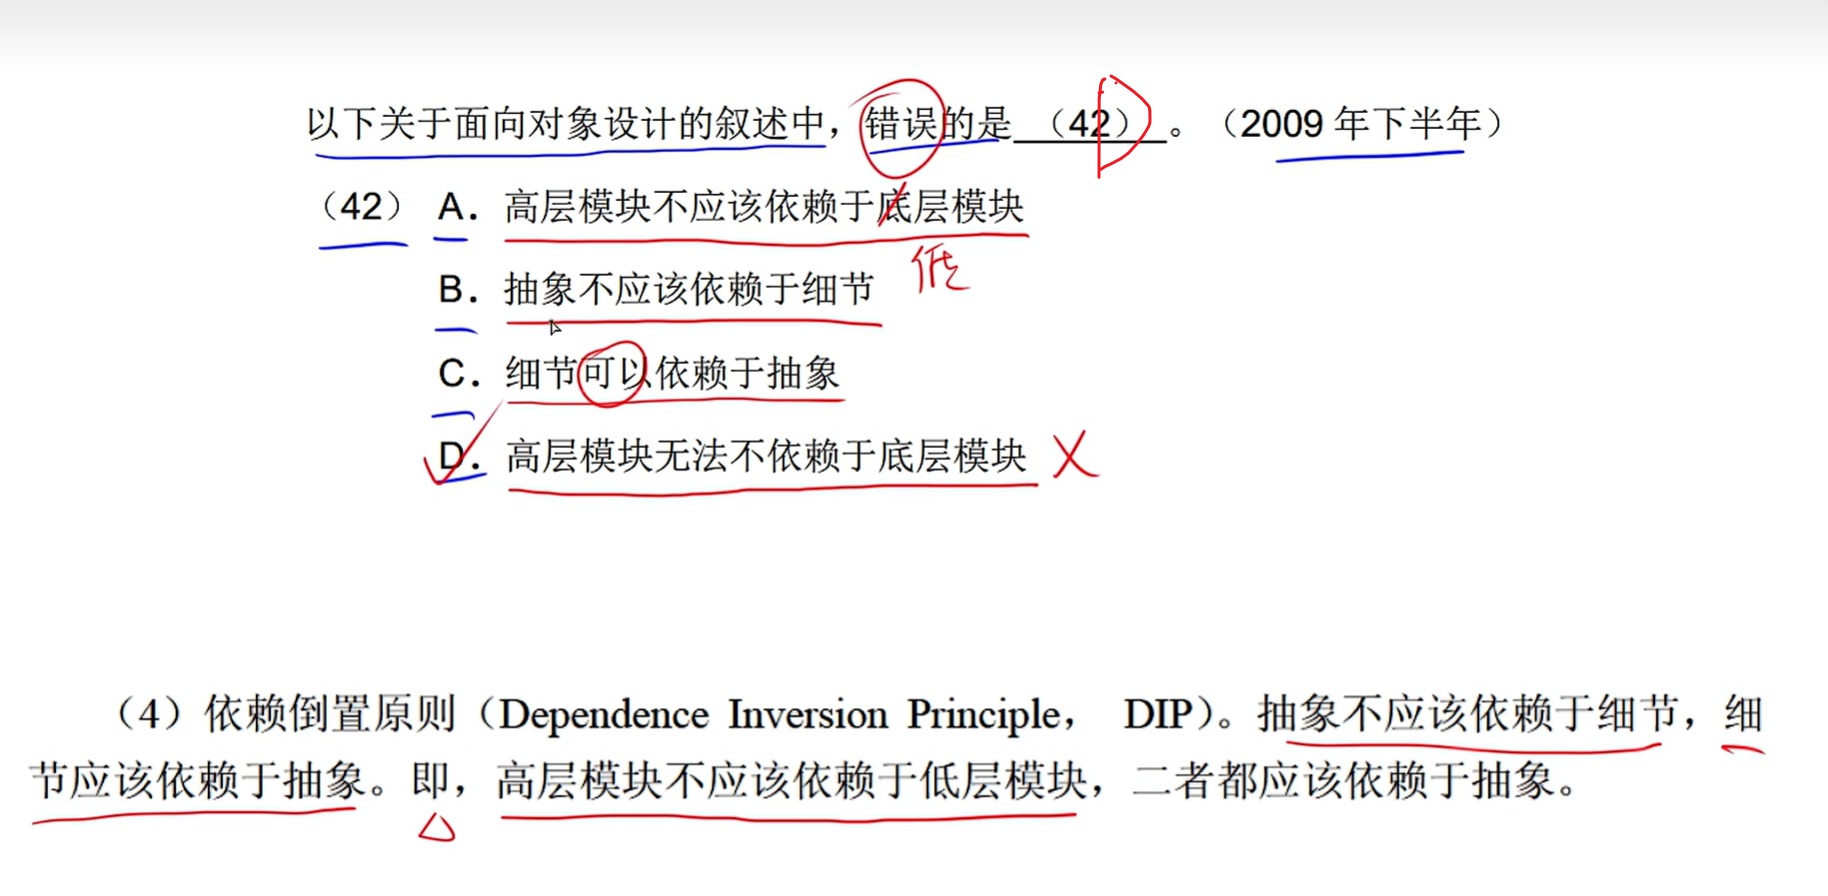 以下关于面向对象设计的叙述中，错误的是（42）。（2009 年下半年）
D
（42） A. 高层模块不应该依赖于底层模块
低
B. 抽象不应该依赖于细节
C. 细节可以依赖于抽象
D. 高层模块无法不依赖于底层模块 X
（4）依赖倒置原则（Dependence Inversion Principle， DIP）。抽象不应该依赖于细节，细
节应该依赖于抽象。即，高层模块不应该依赖于低层模块，二者都应该依赖于抽象。